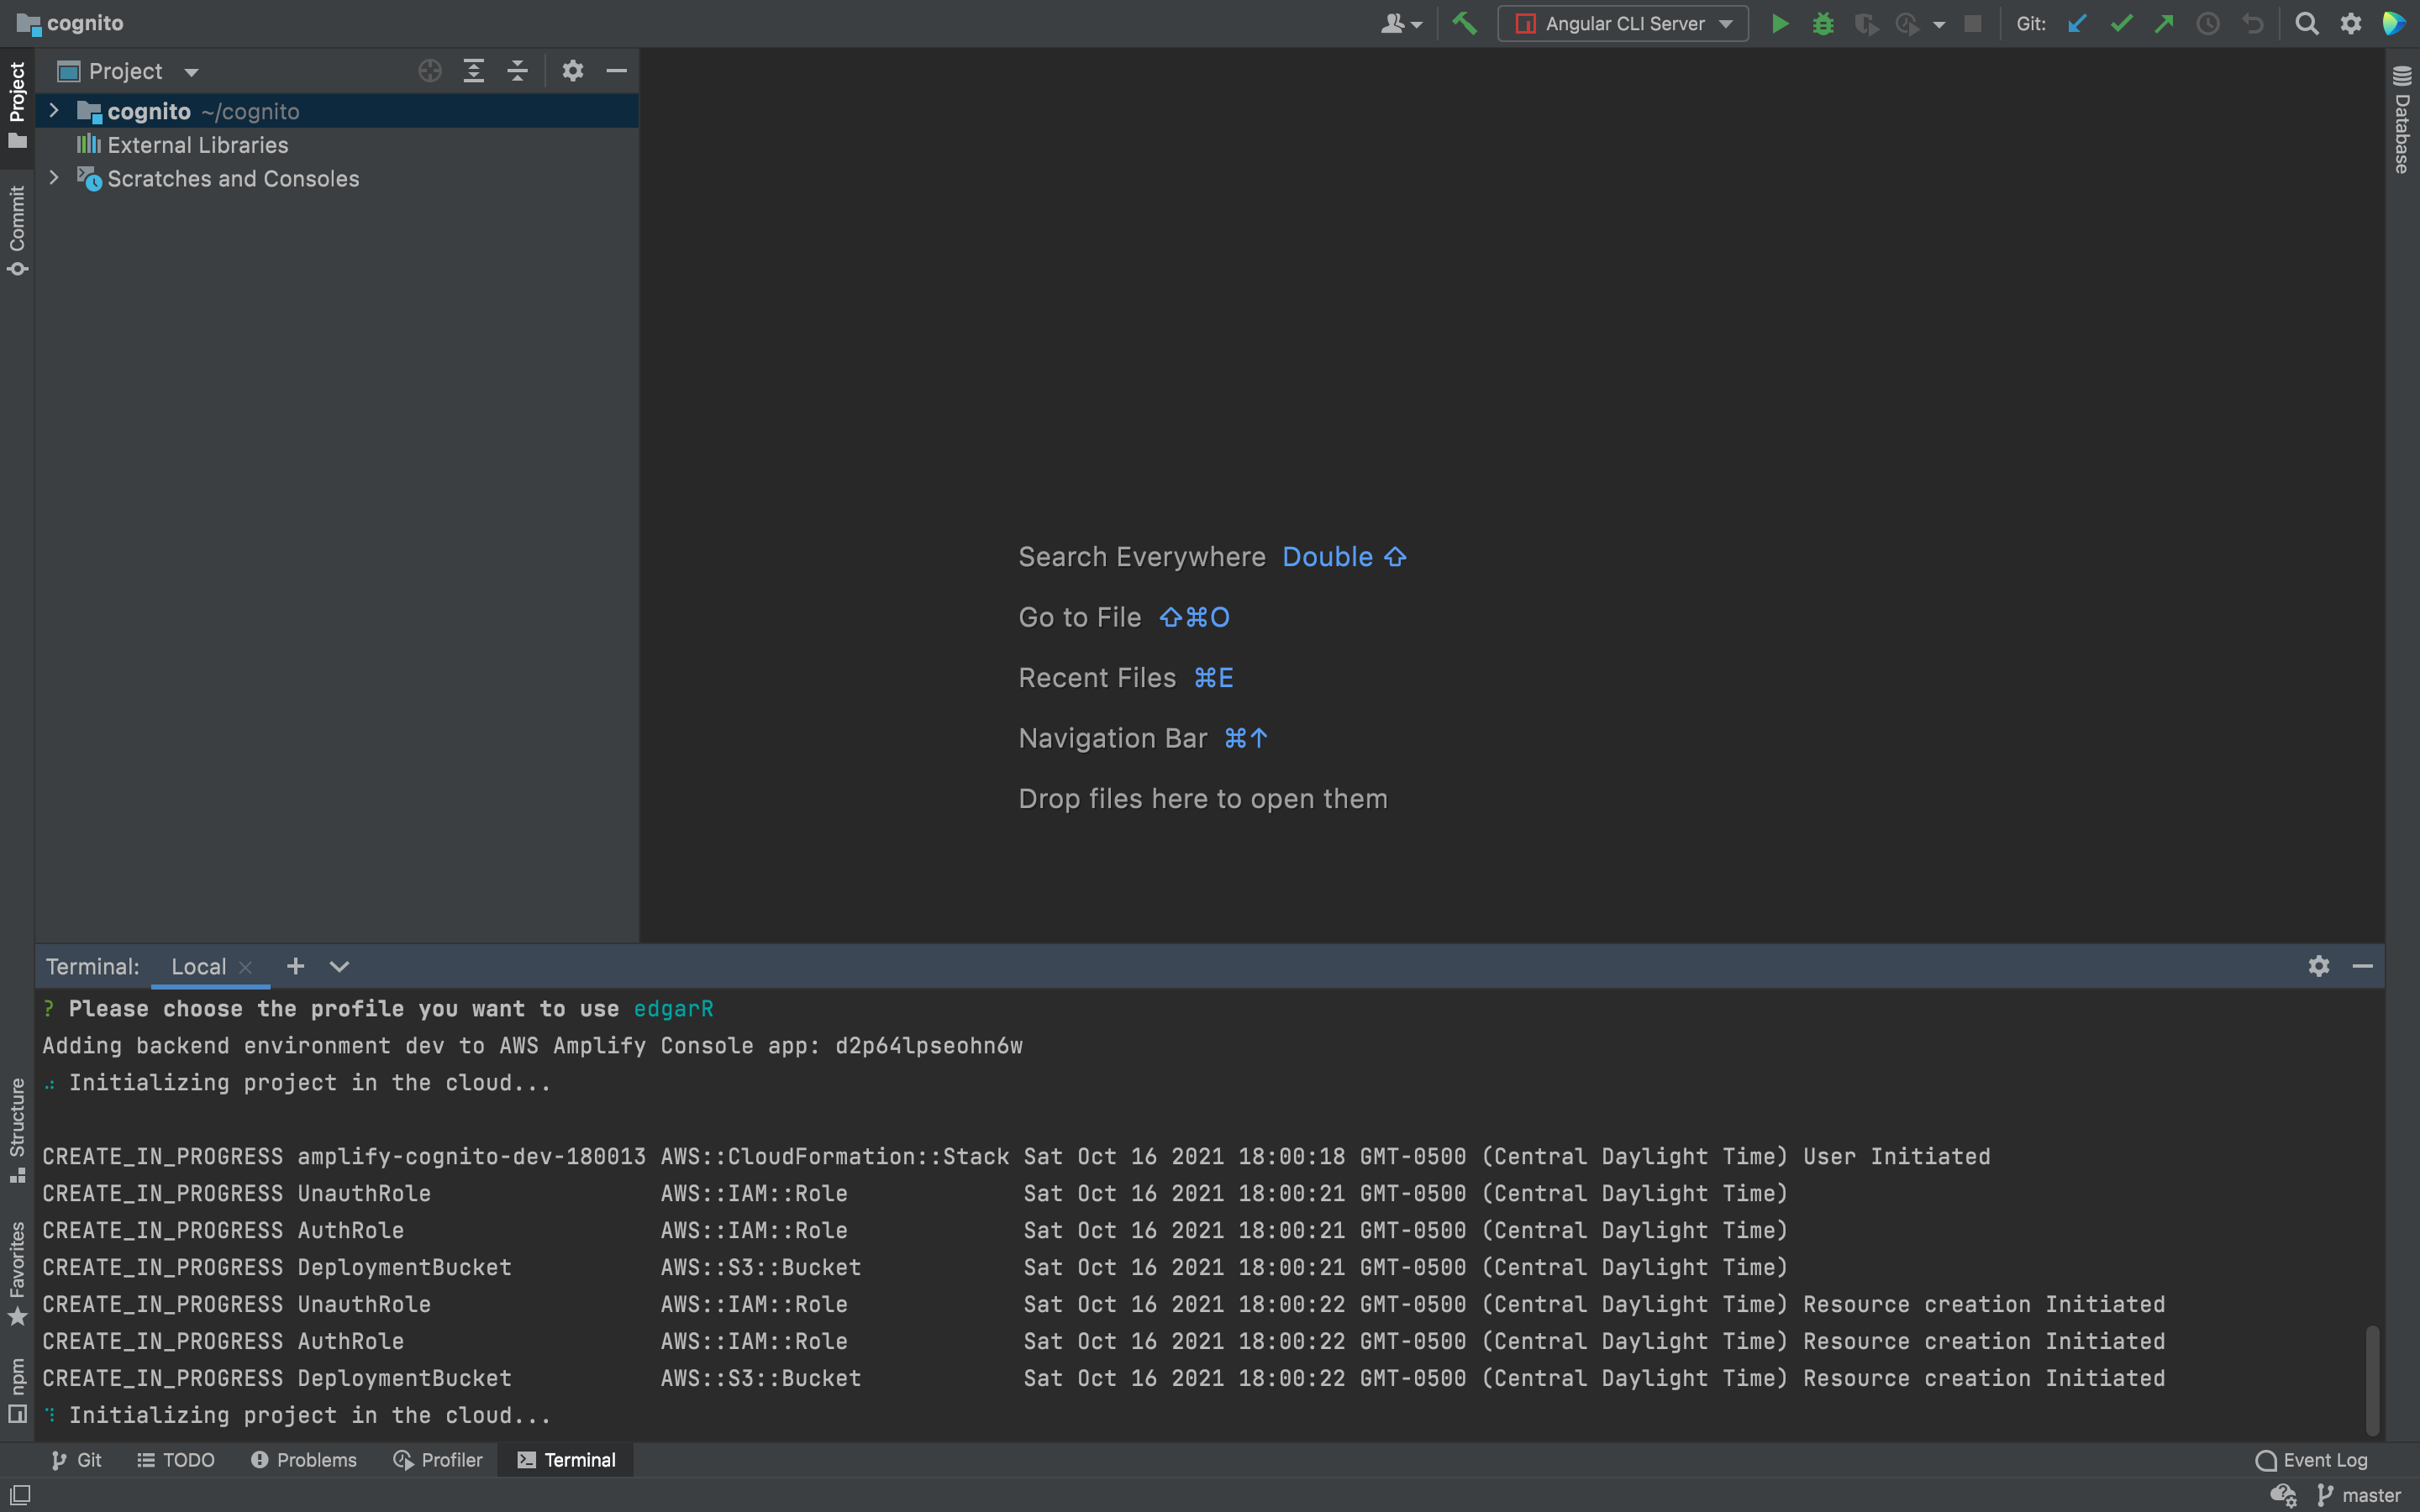 cognito
Angular CLI Server
Git:
Project
Project
Commit
Database
cognito ~/cognito
External Libraries
Scratches and Consoles
Search Everywhere Double ⇧
Go to File ⇧⌘O
Recent Files ⌘E
Navigation Bar ⌘↑
Drop files here to open them
Terminal: Local
? Please choose the profile you want to use edgarR
Adding backend environment dev to AWS Amplify Console app: d2p64lpseohn6w
Initializing project in the cloud...
CREATE_IN_PROGRESS amplify-cognito-dev-180013 AWS::CloudFormation::Stack Sat Oct 16 2021 18:00:18 GMT-0500 (Central Daylight Time) User Initiated
CREATE_IN_PROGRESS UnauthRole AWS::IAM::Role Sat Oct 16 2021 18:00:21 GMT-0500 (Central Daylight Time)
CREATE_IN_PROGRESS AuthRole AWS::IAM::Role Sat Oct 16 2021 18:00:21 GMT-0500 (Central Daylight Time)
CREATE_IN_PROGRESS DeploymentBucket AWS::S3::Bucket Sat Oct 16 2021 18:00:21 GMT-0500 (Central Daylight Time)
CREATE_IN_PROGRESS UnauthRole AWS::IAM::Role Sat Oct 16 2021 18:00:22 GMT-0500 (Central Daylight Time) Resource creation Initiated
CREATE_IN_PROGRESS AuthRole AWS::IAM::Role Sat Oct 16 2021 18:00:22 GMT-0500 (Central Daylight Time) Resource creation Initiated
CREATE_IN_PROGRESS DeploymentBucket AWS::S3::Bucket Sat Oct 16 2021 18:00:22 GMT-0500 (Central Daylight Time) Resource creation Initiated
Initializing project in the cloud...
Structure
Favorites
npm
Git TODO Problems Profiler Terminal
Event Log
master